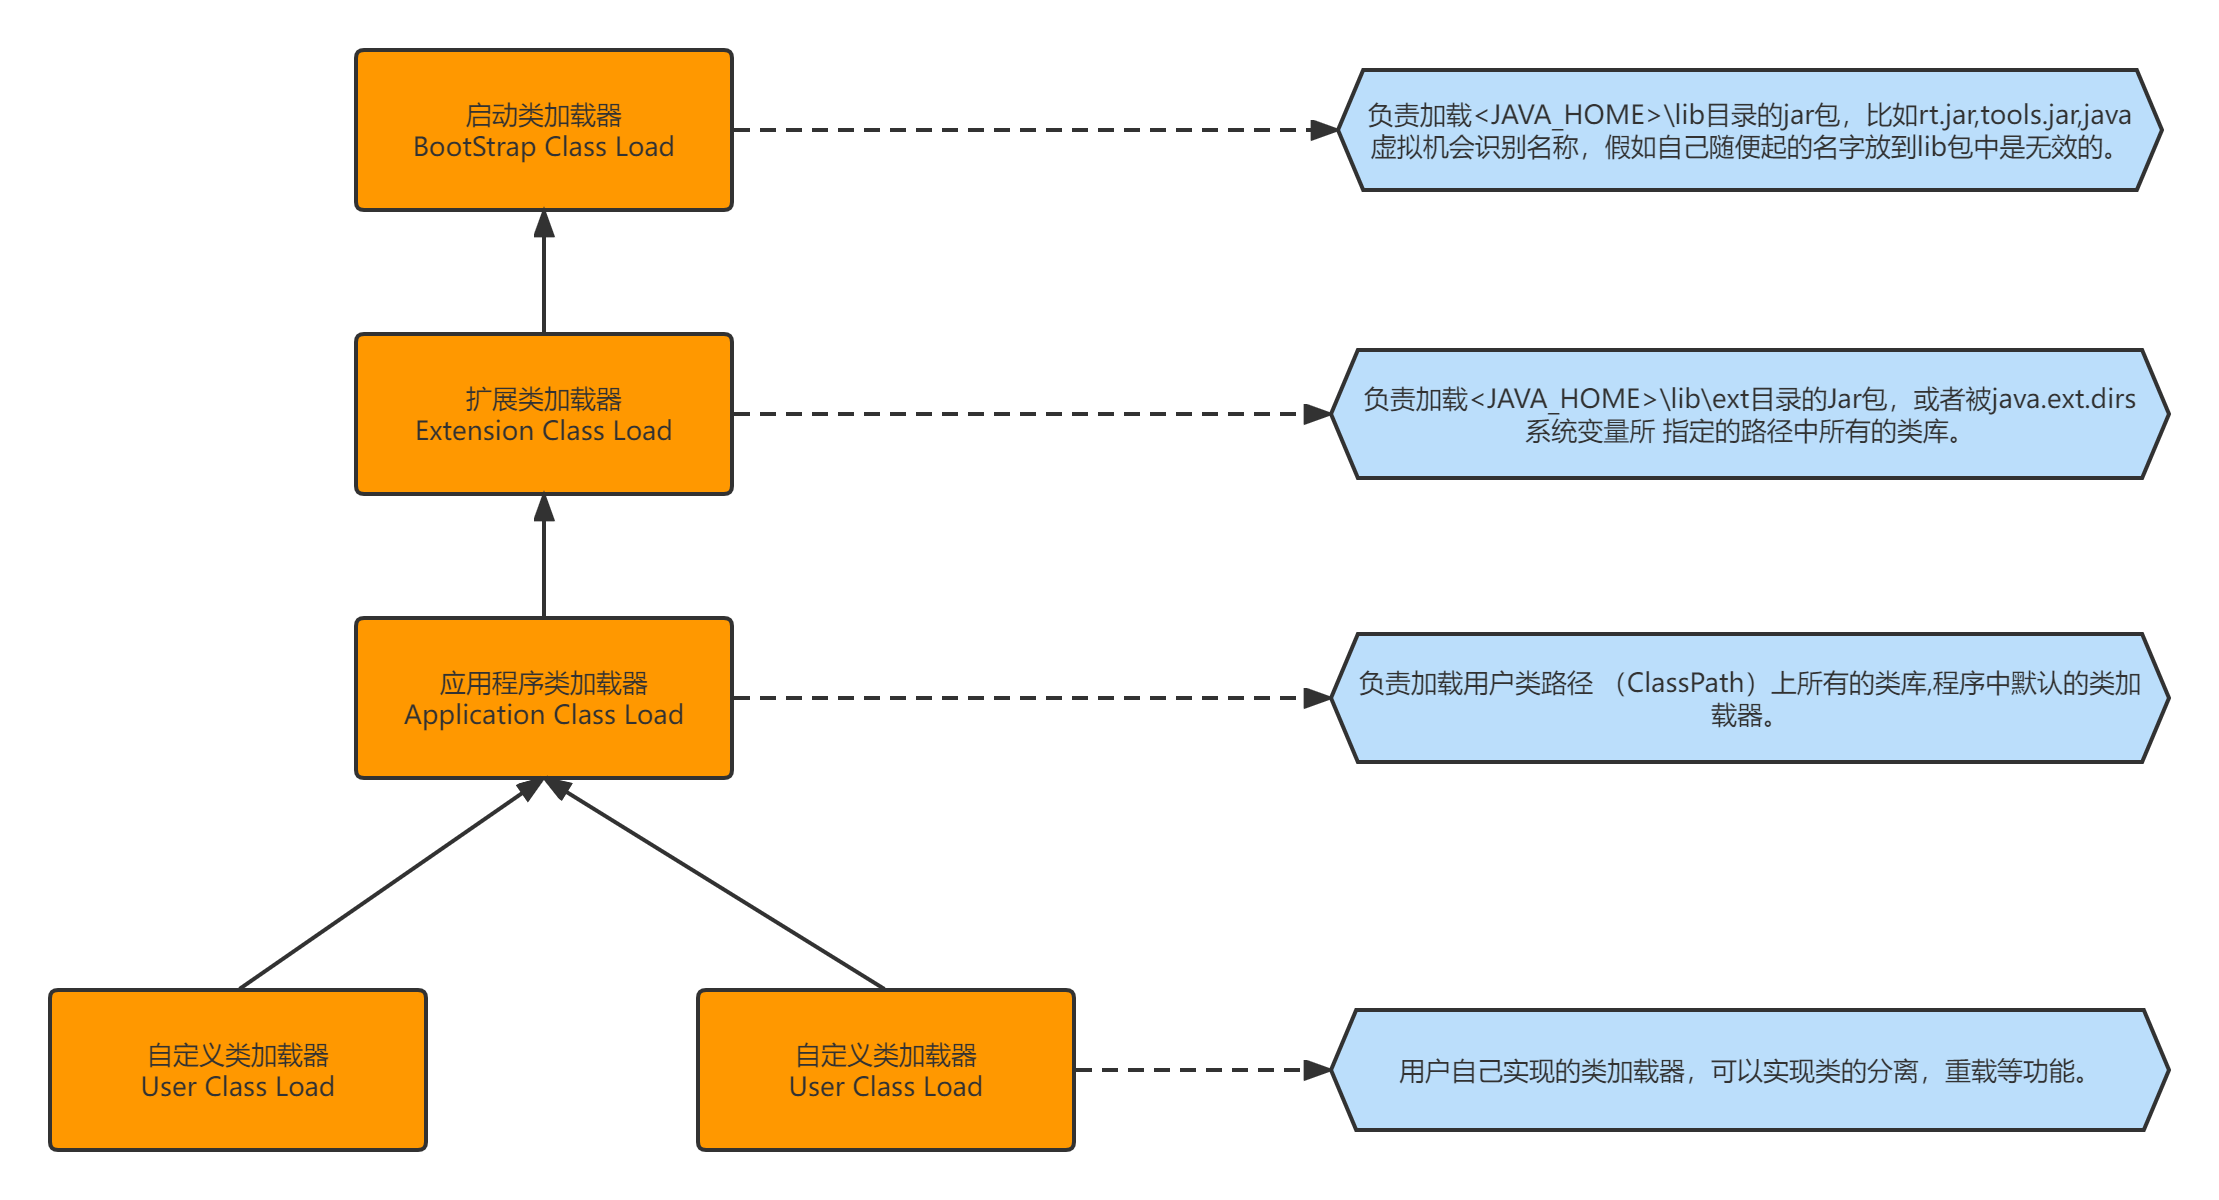 启动类加载器
BootStrap Class Load
负责加载<JAVA_HOME>\lib目录的jar包，比如rt.jar,tools.jar,java
虚拟机会识别名称，假如自己随便起的名字放到lib包中是无效的。
扩展类加载器
Extension Class Load
负责加载<JAVA_HOME>\lib\ext目录的Jar包，或者被java.ext.dirs
系统变量所 指定的路径中所有的类库。
应用程序类加载器
Application Class Load
负责加载用户类路径 （ClassPath）上所有的类库,程序中默认的类加
载器。
自定义类加载器
User Class Load
自定义类加载器
User Class Load
用户自己实现的类加载器，可以实现类的分离，重载等功能。